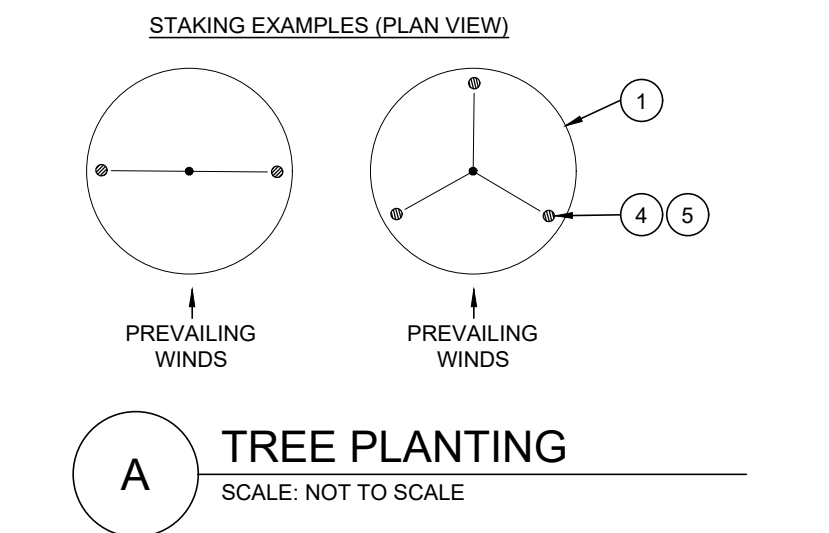 STAKING EXAMPLES (PLAN VIEW)
1
4 5
PREVAILING
WINDS
PREVAILING
WINDS
A
TREE PLANTING
SCALE: NOT TO SCALE